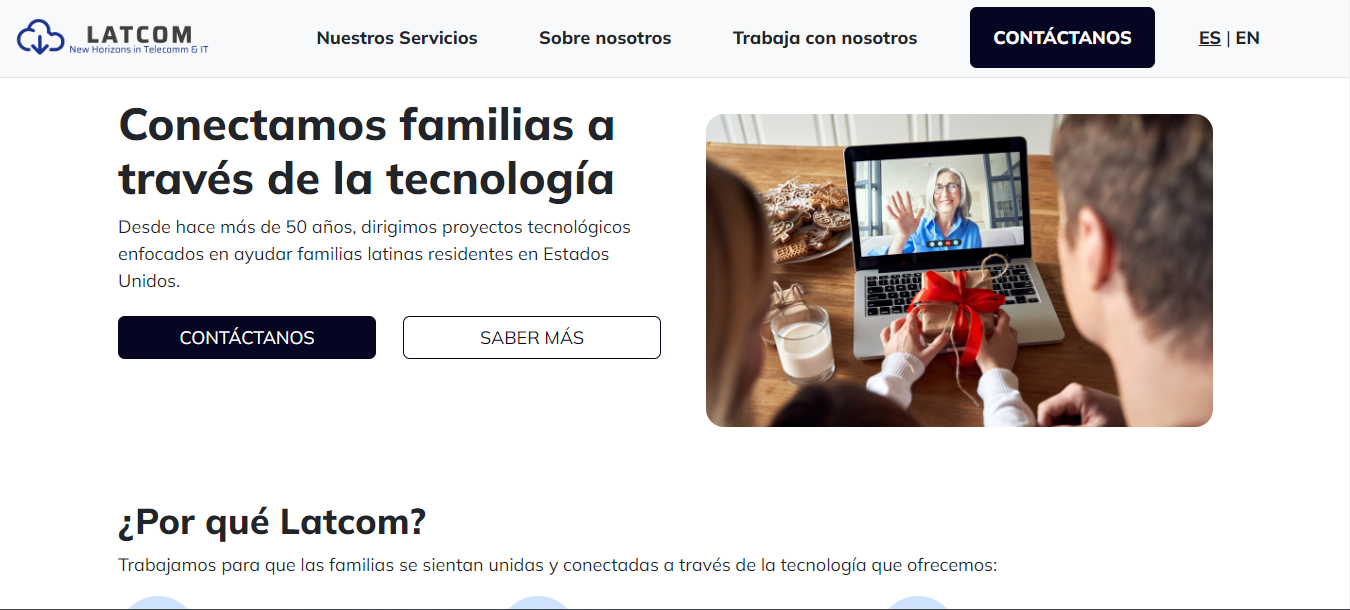 LATCOM
New Horizons in Telecomm & IT
Nuestros Servicios
Sobre nosotros
Trabaja con nosotros
CONTÁCTANOS
ES | EN
Conectamos familias a
través de la tecnología
Desde hace más de 50 años, dirigimos proyectos tecnológicos
enfocados en ayudar familias latinas residentes en Estados
Unidos.
CONTÁCTANOS
SABER MÁS
¿Por qué Latcom?
Trabajamos para que las familias se sientan unidas y conectadas a través de la tecnología que ofrecemos: